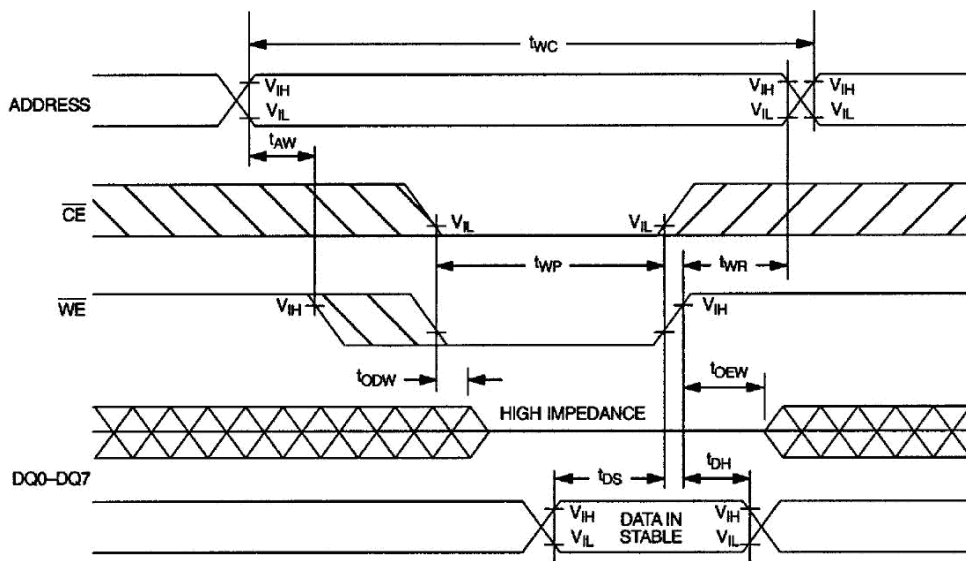 tWC
ADDRESS
VIH
VIL
VIH
VIL
VIH
VIL
tAW
CE
VIL
VIL
tWP
tWR
WE
VIH
VIH
tODW
tOEW
HIGH IMPEDANCE
DQ0–DQ7
tDS
tDH
VIH
VIL
DATA IN
STABLE
VIH
VIL